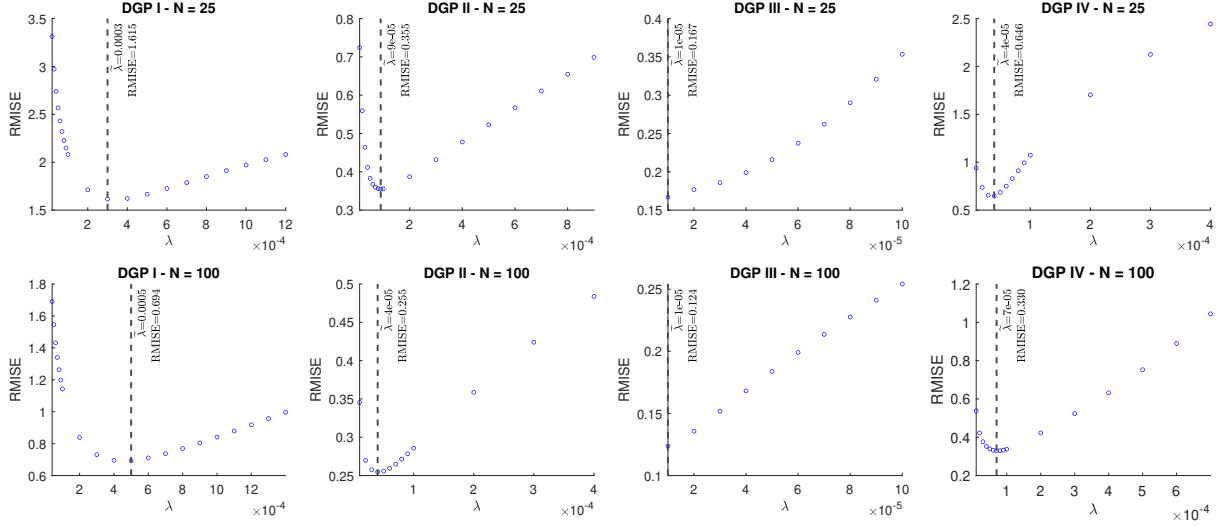 DGP I - N = 25
3.5
3
2.5
2
1.5
RMISE
λ̃=0.0003
RMISE=1.615
2 4 6 8 10 12
λ
×10⁻⁴
DGP II - N = 25
0.8
0.7
0.6
0.5
0.4
0.3
RMISE
λ̃=9e-05
RMISE=0.355
2 4 6 8
λ
×10⁻⁴
DGP III - N = 25
0.4
0.35
0.3
0.25
0.2
0.15
RMISE
λ̃=1e-05
RMISE=0.167
2 4 6 8 10
λ
×10⁻⁵
DGP IV - N = 25
2.5
2
1.5
1
0.5
RMISE
λ̃=4e-05
RMISE=0.646
1 2 3 4
λ
×10⁻⁴
DGP I - N = 100
1.8
1.6
1.4
1.2
1
0.8
0.6
RMISE
λ̃=0.0005
RMISE=0.694
2 4 6 8 10 12 14
λ
×10⁻⁴
DGP II - N = 100
0.5
0.45
0.4
0.35
0.3
0.25
RMISE
λ̃=4e-05
RMISE=0.255
1 2 3 4
λ
×10⁻⁴
DGP III - N = 100
0.25
0.2
0.15
0.1
RMISE
λ̃=1e-05
RMISE=0.124
2 4 6 8 10
λ
×10⁻⁵
DGP IV - N = 100
1.2
1
0.8
0.6
0.4
0.2
RMISE
λ̃=7e-05
RMISE=0.330
1 2 3 4 5 6
λ
×10⁻⁴